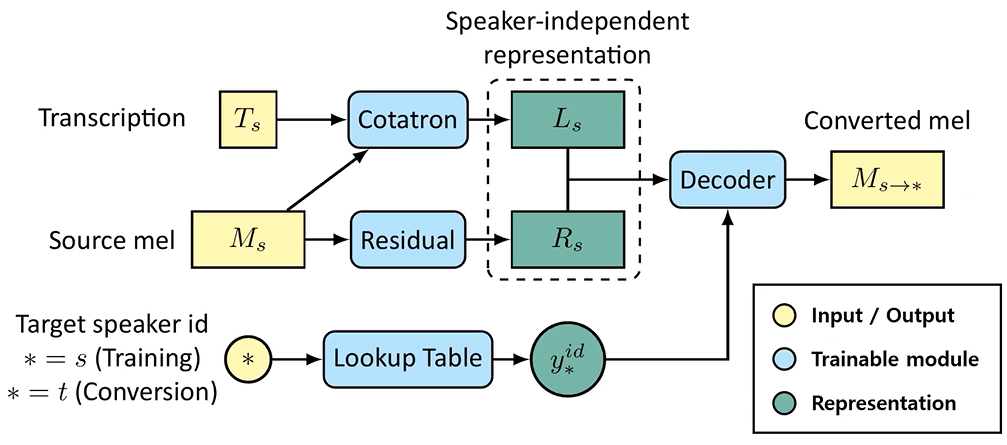 Speaker-independent
representation
Transcription
T_s
Cotatron
L_s
Converted mel
Decoder
M_{s→*}
Source mel
M_s
Residual
R_s
Target speaker id
* = s (Training)
* = t (Conversion)
*
Lookup Table
y_*^{id}
Input / Output
Trainable module
Representation